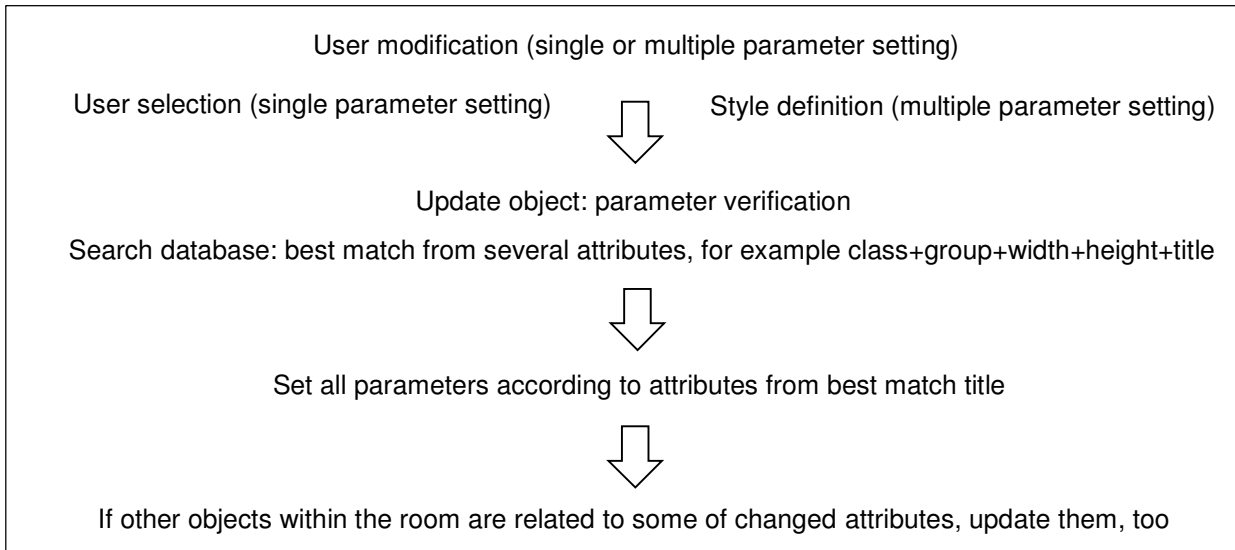 User modification (single or multiple parameter setting)
User selection (single parameter setting)
Style definition (multiple parameter setting)
Update object: parameter verification
Search database: best match from several attributes, for example class+group+width+height+title
Set all parameters according to attributes from best match title
If other objects within the room are related to some of changed attributes, update them, too